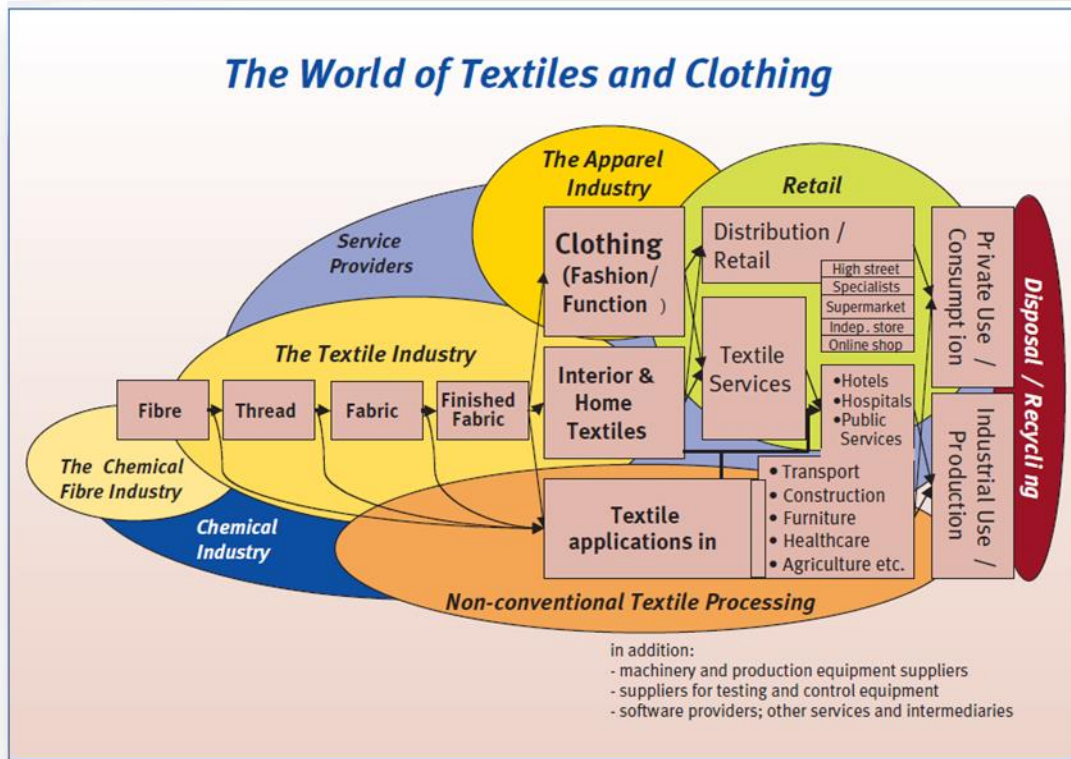 The World of Textiles and Clothing
The Apparel
Industry
Retail
Service
Providers
Clothing
(Fashion/
Function )
Distribution /
Retail
High street
Specialists
Supermarket
Indep. store
Online shop
Private Use /
Consumpt ion
Disposal / Recycli ng
The Textile Industry
Fibre
Thread
Fabric
Finished
Fabric
Interior &
Home
Textiles
Textile
Services
•Hotels
•Hospitals
•Public
Services
Industrial Use /
Production
The Chemical
Fibre Industry
Chemical
Industry
Textile
applications in
• Transport
• Construction
• Furniture
• Healthcare
• Agriculture etc.
Non-conventional Textile Processing
in addition:
- machinery and production equipment suppliers
- suppliers for testing and control equipment
- software providers; other services and intermediaries